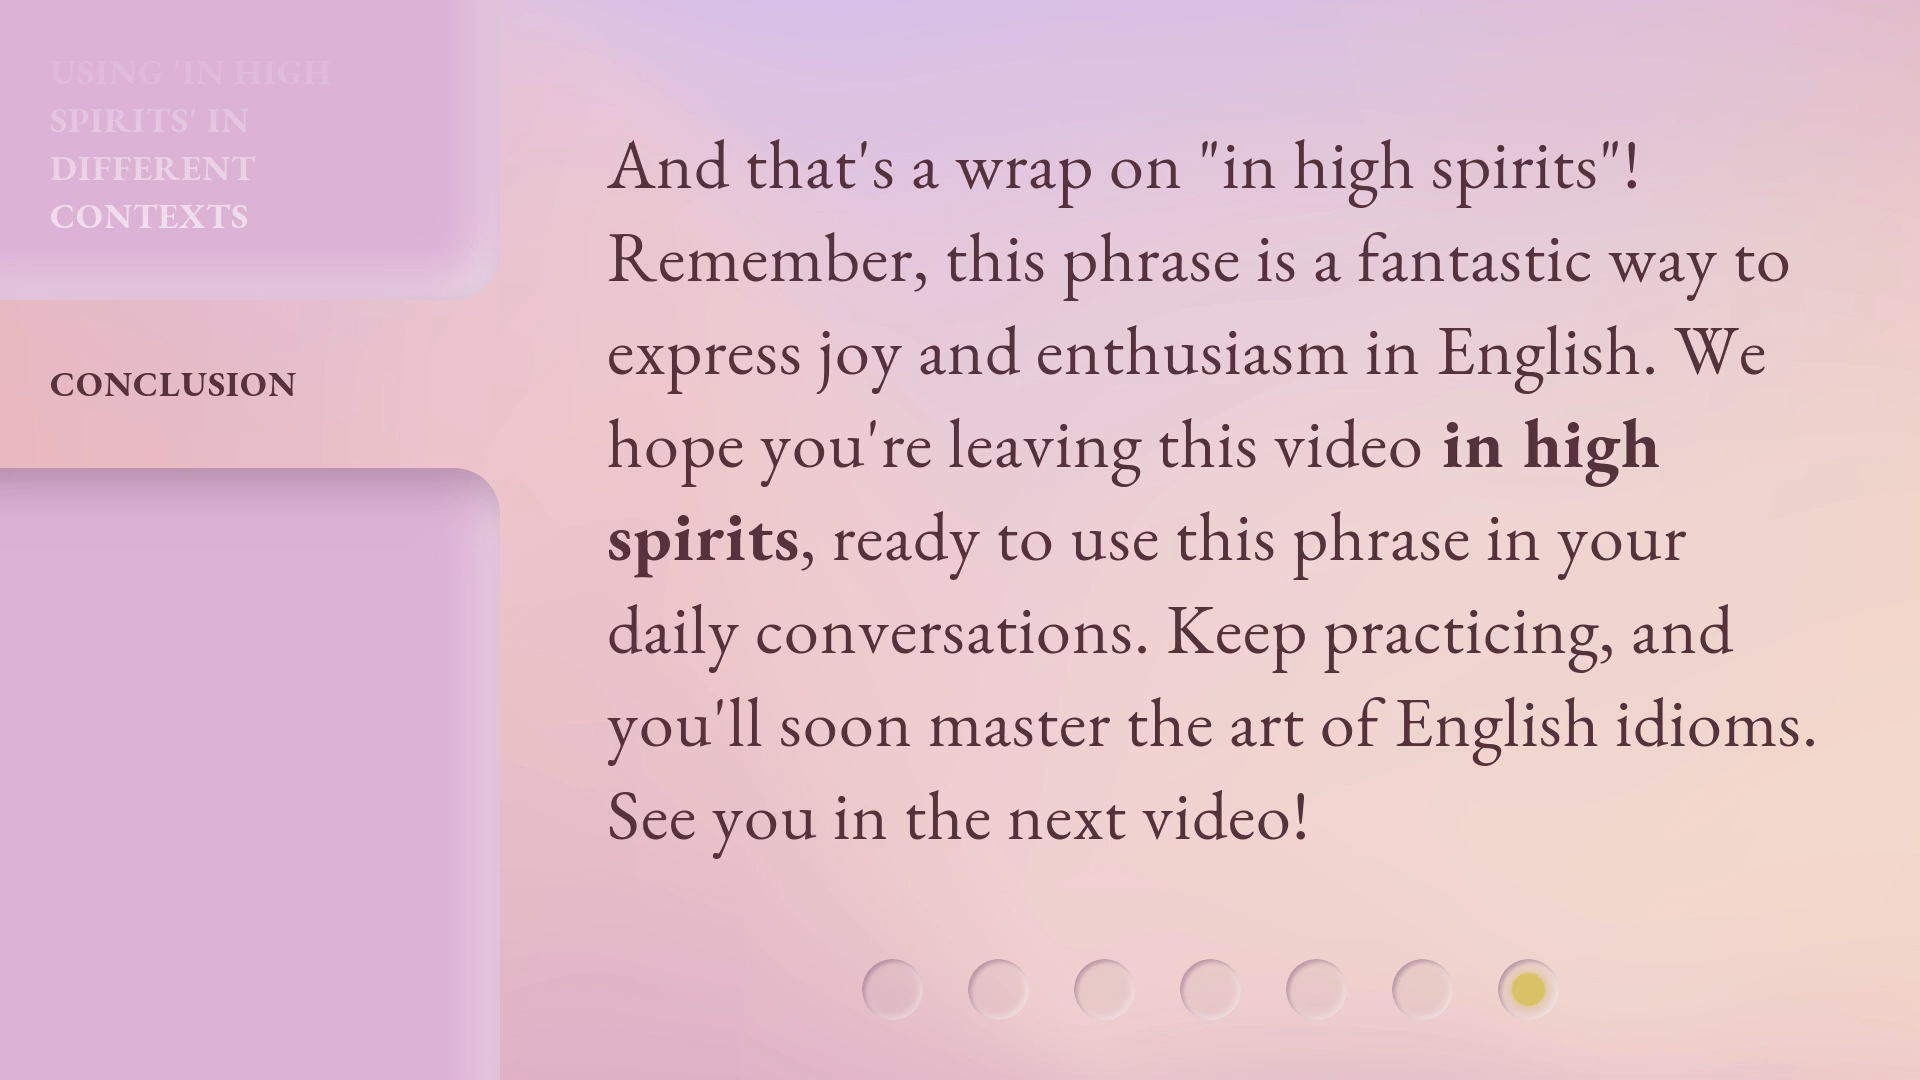 USING 'IN HIGH
SPIRITS' IN
DIFFERENT
CONTEXTS
CONCLUSION
And that's a wrap on "in high spirits"!
Remember, this phrase is a fantastic way to
express joy and enthusiasm in English. We
hope you're leaving this video in high
spirits, ready to use this phrase in your
daily conversations. Keep practicing, and
you'll soon master the art of English idioms.
See you in the next video!